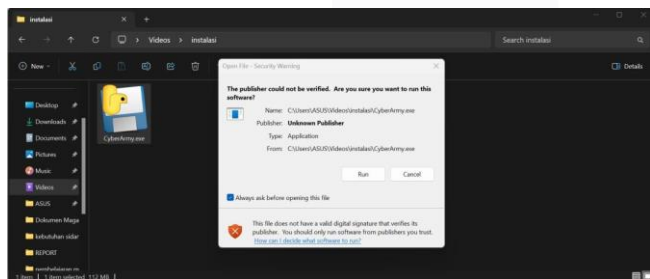 instalasi
Videos > instalasi
Search instalasi
New
Details
Desktop
Downloads
Documents
Pictures
Music
Videos
ASUS
Dokumen Maga
kebutuhan sidar
REPORT
CyberArmy.exe
Open File - Security Warning
The publisher could not be verified. Are you sure you want to run this
software?
Name: C:\Users\ASUS\Videos\instalasi\CyberArmy.exe
Publisher: Unknown Publisher
Type: Application
From: C:\Users\ASUS\Videos\instalasi\CyberArmy.exe
Run Cancel
Always ask before opening this file
This file does not have a valid digital signature that verifies its
publisher. You should only run software from publishers you trust.
How can I decide what software to run?
1 item 1 item selected 112 MB